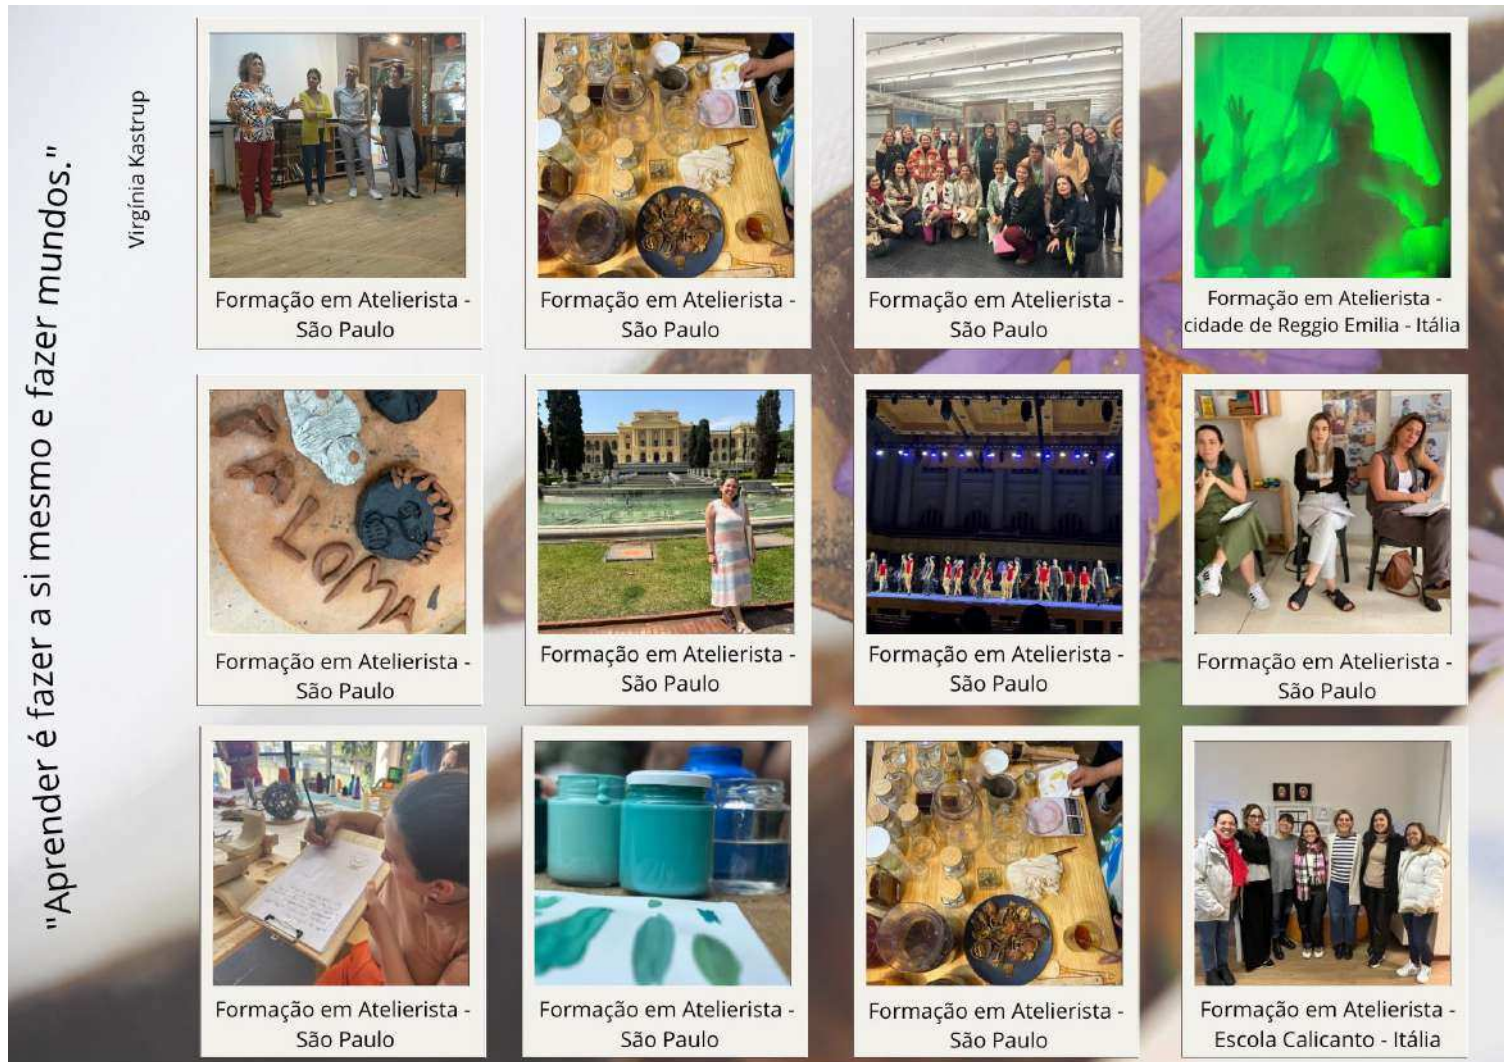 "Aprender é fazer a si mesmo e fazer mundos."
Virgínia Kastrup
Formação em Atelierista -
São Paulo
Formação em Atelierista -
São Paulo
Formação em Atelierista -
São Paulo
Formação em Atelierista -
cidade de Reggio Emilia - Itália
PALOMA
Formação em Atelierista -
São Paulo
Formação em Atelierista -
São Paulo
Formação em Atelierista -
São Paulo
Formação em Atelierista -
São Paulo
Formação em Atelierista -
São Paulo
Formação em Atelierista -
São Paulo
Formação em Atelierista -
São Paulo
Formação em Atelierista -
Escola Calicanto - Itália